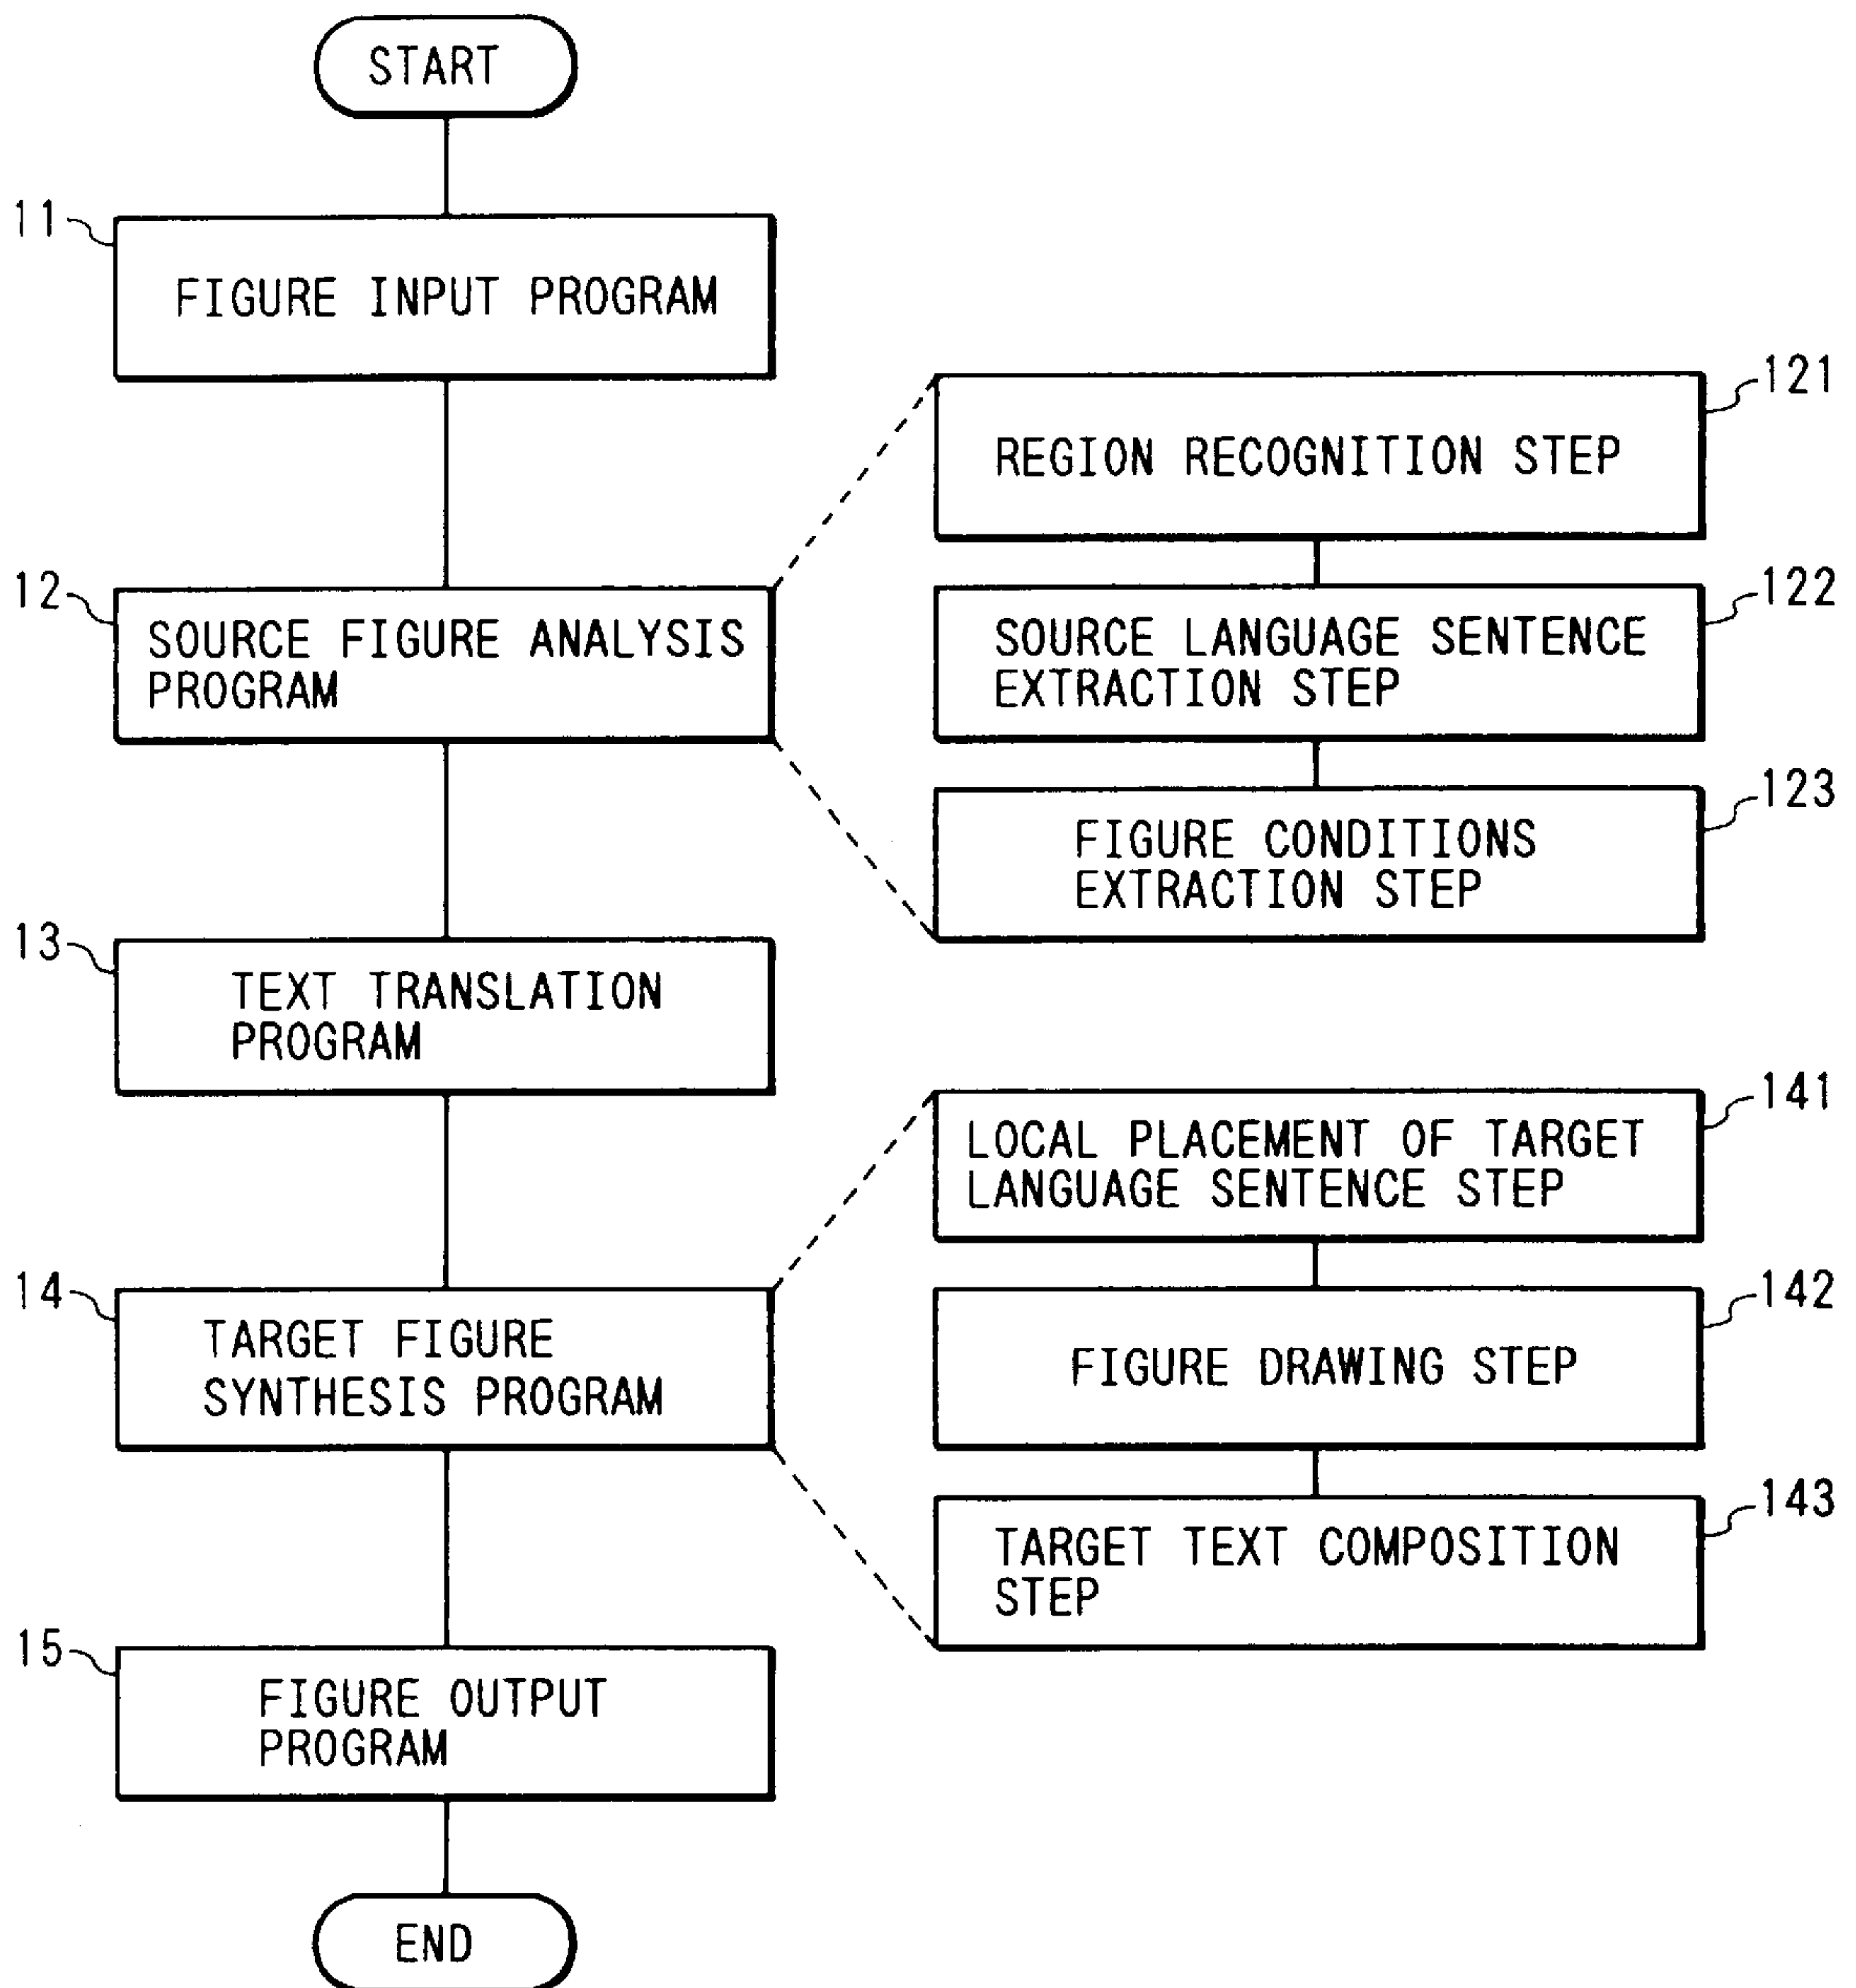 START
11
FIGURE INPUT PROGRAM
12
SOURCE FIGURE ANALYSIS
PROGRAM
121
REGION RECOGNITION STEP
122
SOURCE LANGUAGE SENTENCE
EXTRACTION STEP
123
FIGURE CONDITIONS
EXTRACTION STEP
13
TEXT TRANSLATION
PROGRAM
14
TARGET FIGURE
SYNTHESIS PROGRAM
141
LOCAL PLACEMENT OF TARGET
LANGUAGE SENTENCE STEP
142
FIGURE DRAWING STEP
143
TARGET TEXT COMPOSITION
STEP
15
FIGURE OUTPUT
PROGRAM
END